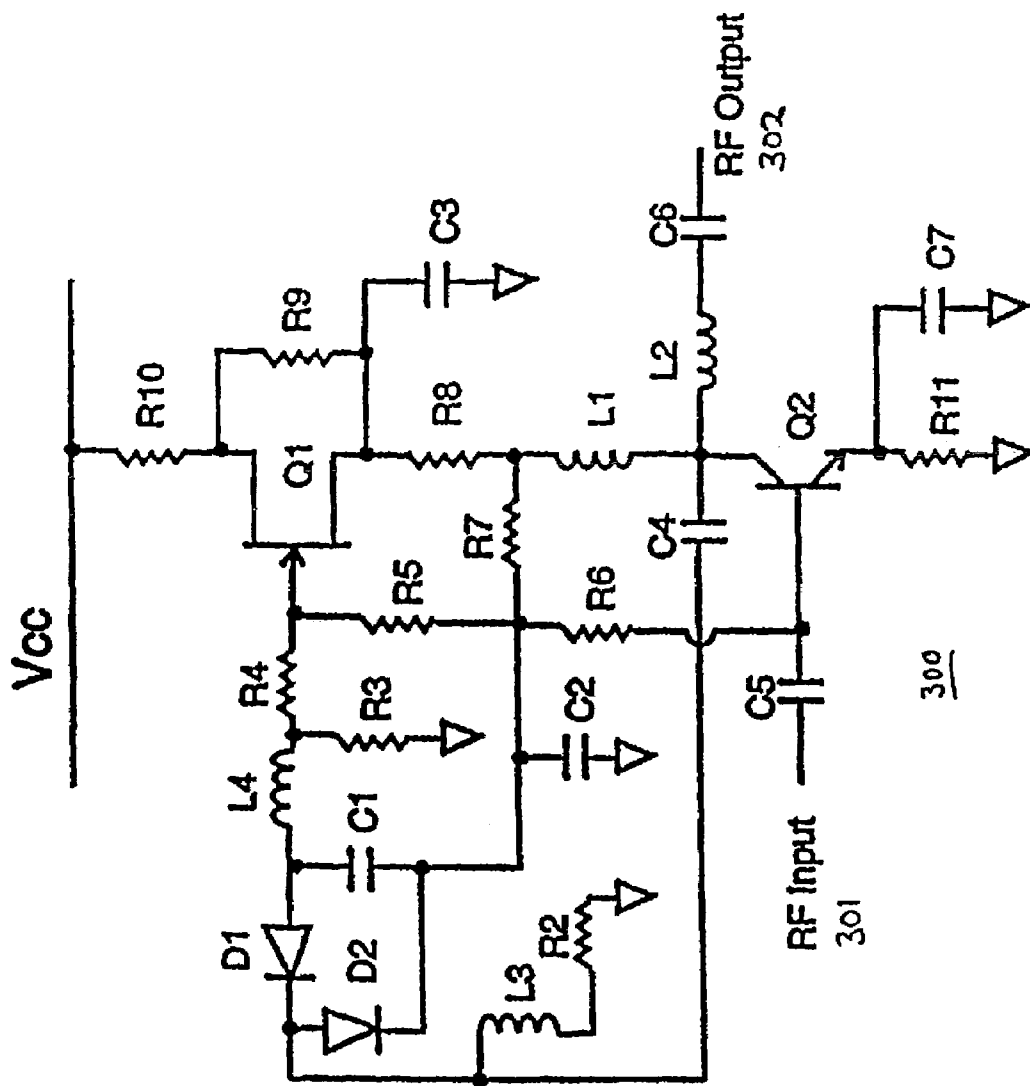 Vcc
R10
R9
Q1
C3
R4
L4
D1
R3
C1
D2
R5
R8
R7
C2
L1
R6
L2
C6
RF Output
302
L3
R2
C4
Q2
C7
R11
C5
RF Input
301
300